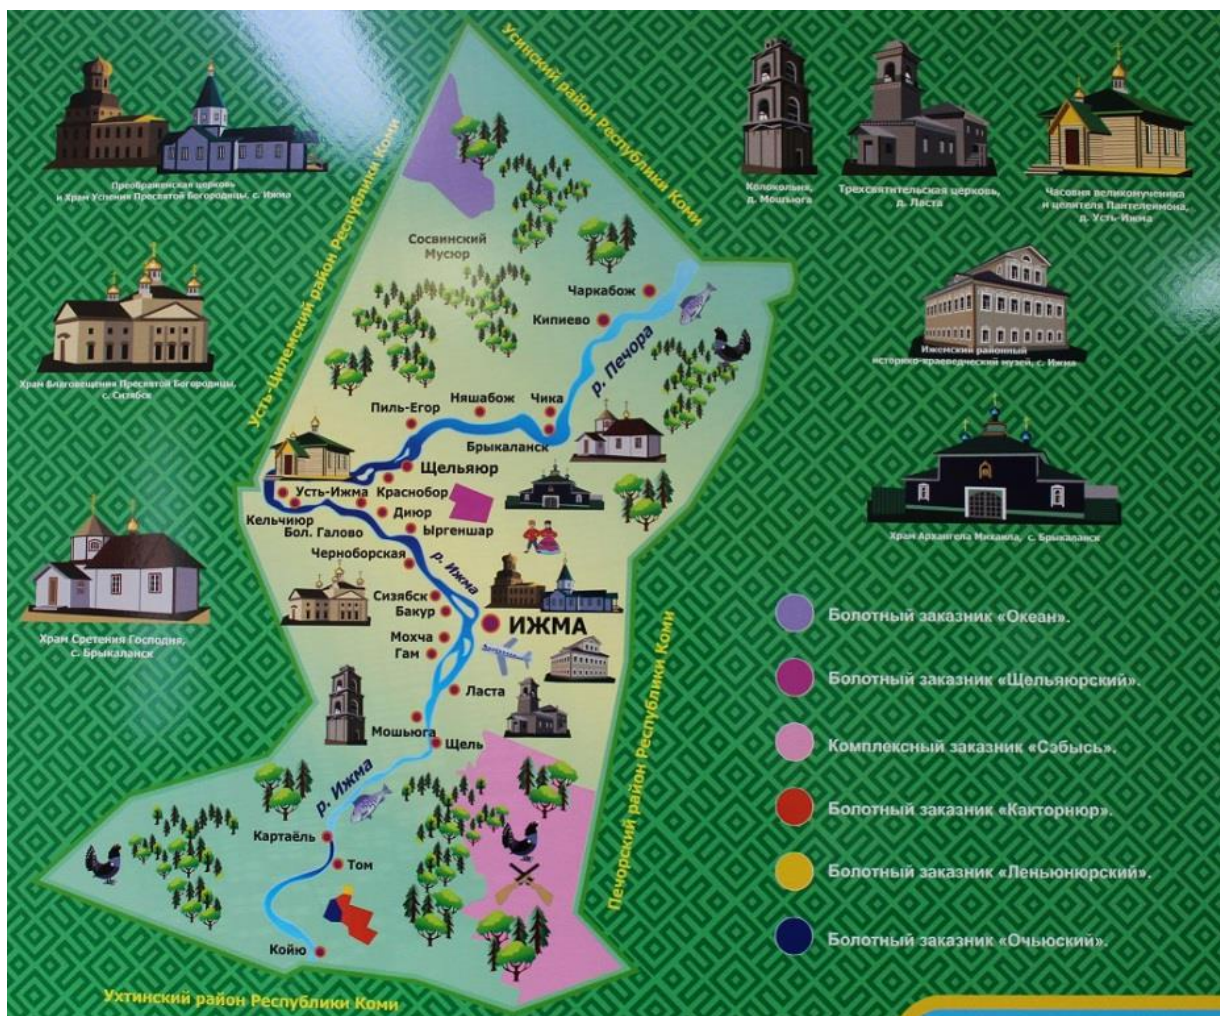 Усинский район Республики Коми
Усть-Цилемский район Республики Коми
Печорский район Республики Коми
Ухтинский район Республики Коми
Преображенская церковь
и Храм Успения Пресвятой Богородицы, с. Ижма
Храм Благовещения Пресвятой Богородицы,
с. Сизябск
Храм Сретения Господня,
с. Брыкаланск
Колокольня,
д. Мошьюга
Трехсвятительская церковь,
д. Ласта
Часовня великомученика
и целителя Пантелеимона,
д. Усть-Ижма
Ижемский районный
историко-краеведческий музей, с. Ижма
Храм Архангела Михаила, с. Брыкаланск
Сосвинский
Мусюр
Чаркабож
Кипиево
р. Печора
Няшабож
Чика
Пиль-Егор
Брыкаланск
Щельяюр
Усть-Ижма
Краснобор
Кельчиюр
Диюр
Бол. Галово
Ыргеншар
Черноборская
р. Ижма
Сизябск
Бакур
ИЖМА
Мохча
Гам
Ласта
Мошьюга
Щель
р. Ижма
Картаёль
Том
Койю
Болотный заказник «Океан».
Болотный заказник «Щельяюрский».
Комплексный заказник «Сэбысь».
Болотный заказник «Какторнюр».
Болотный заказник «Леньюнюрский».
Болотный заказник «Очьюский».